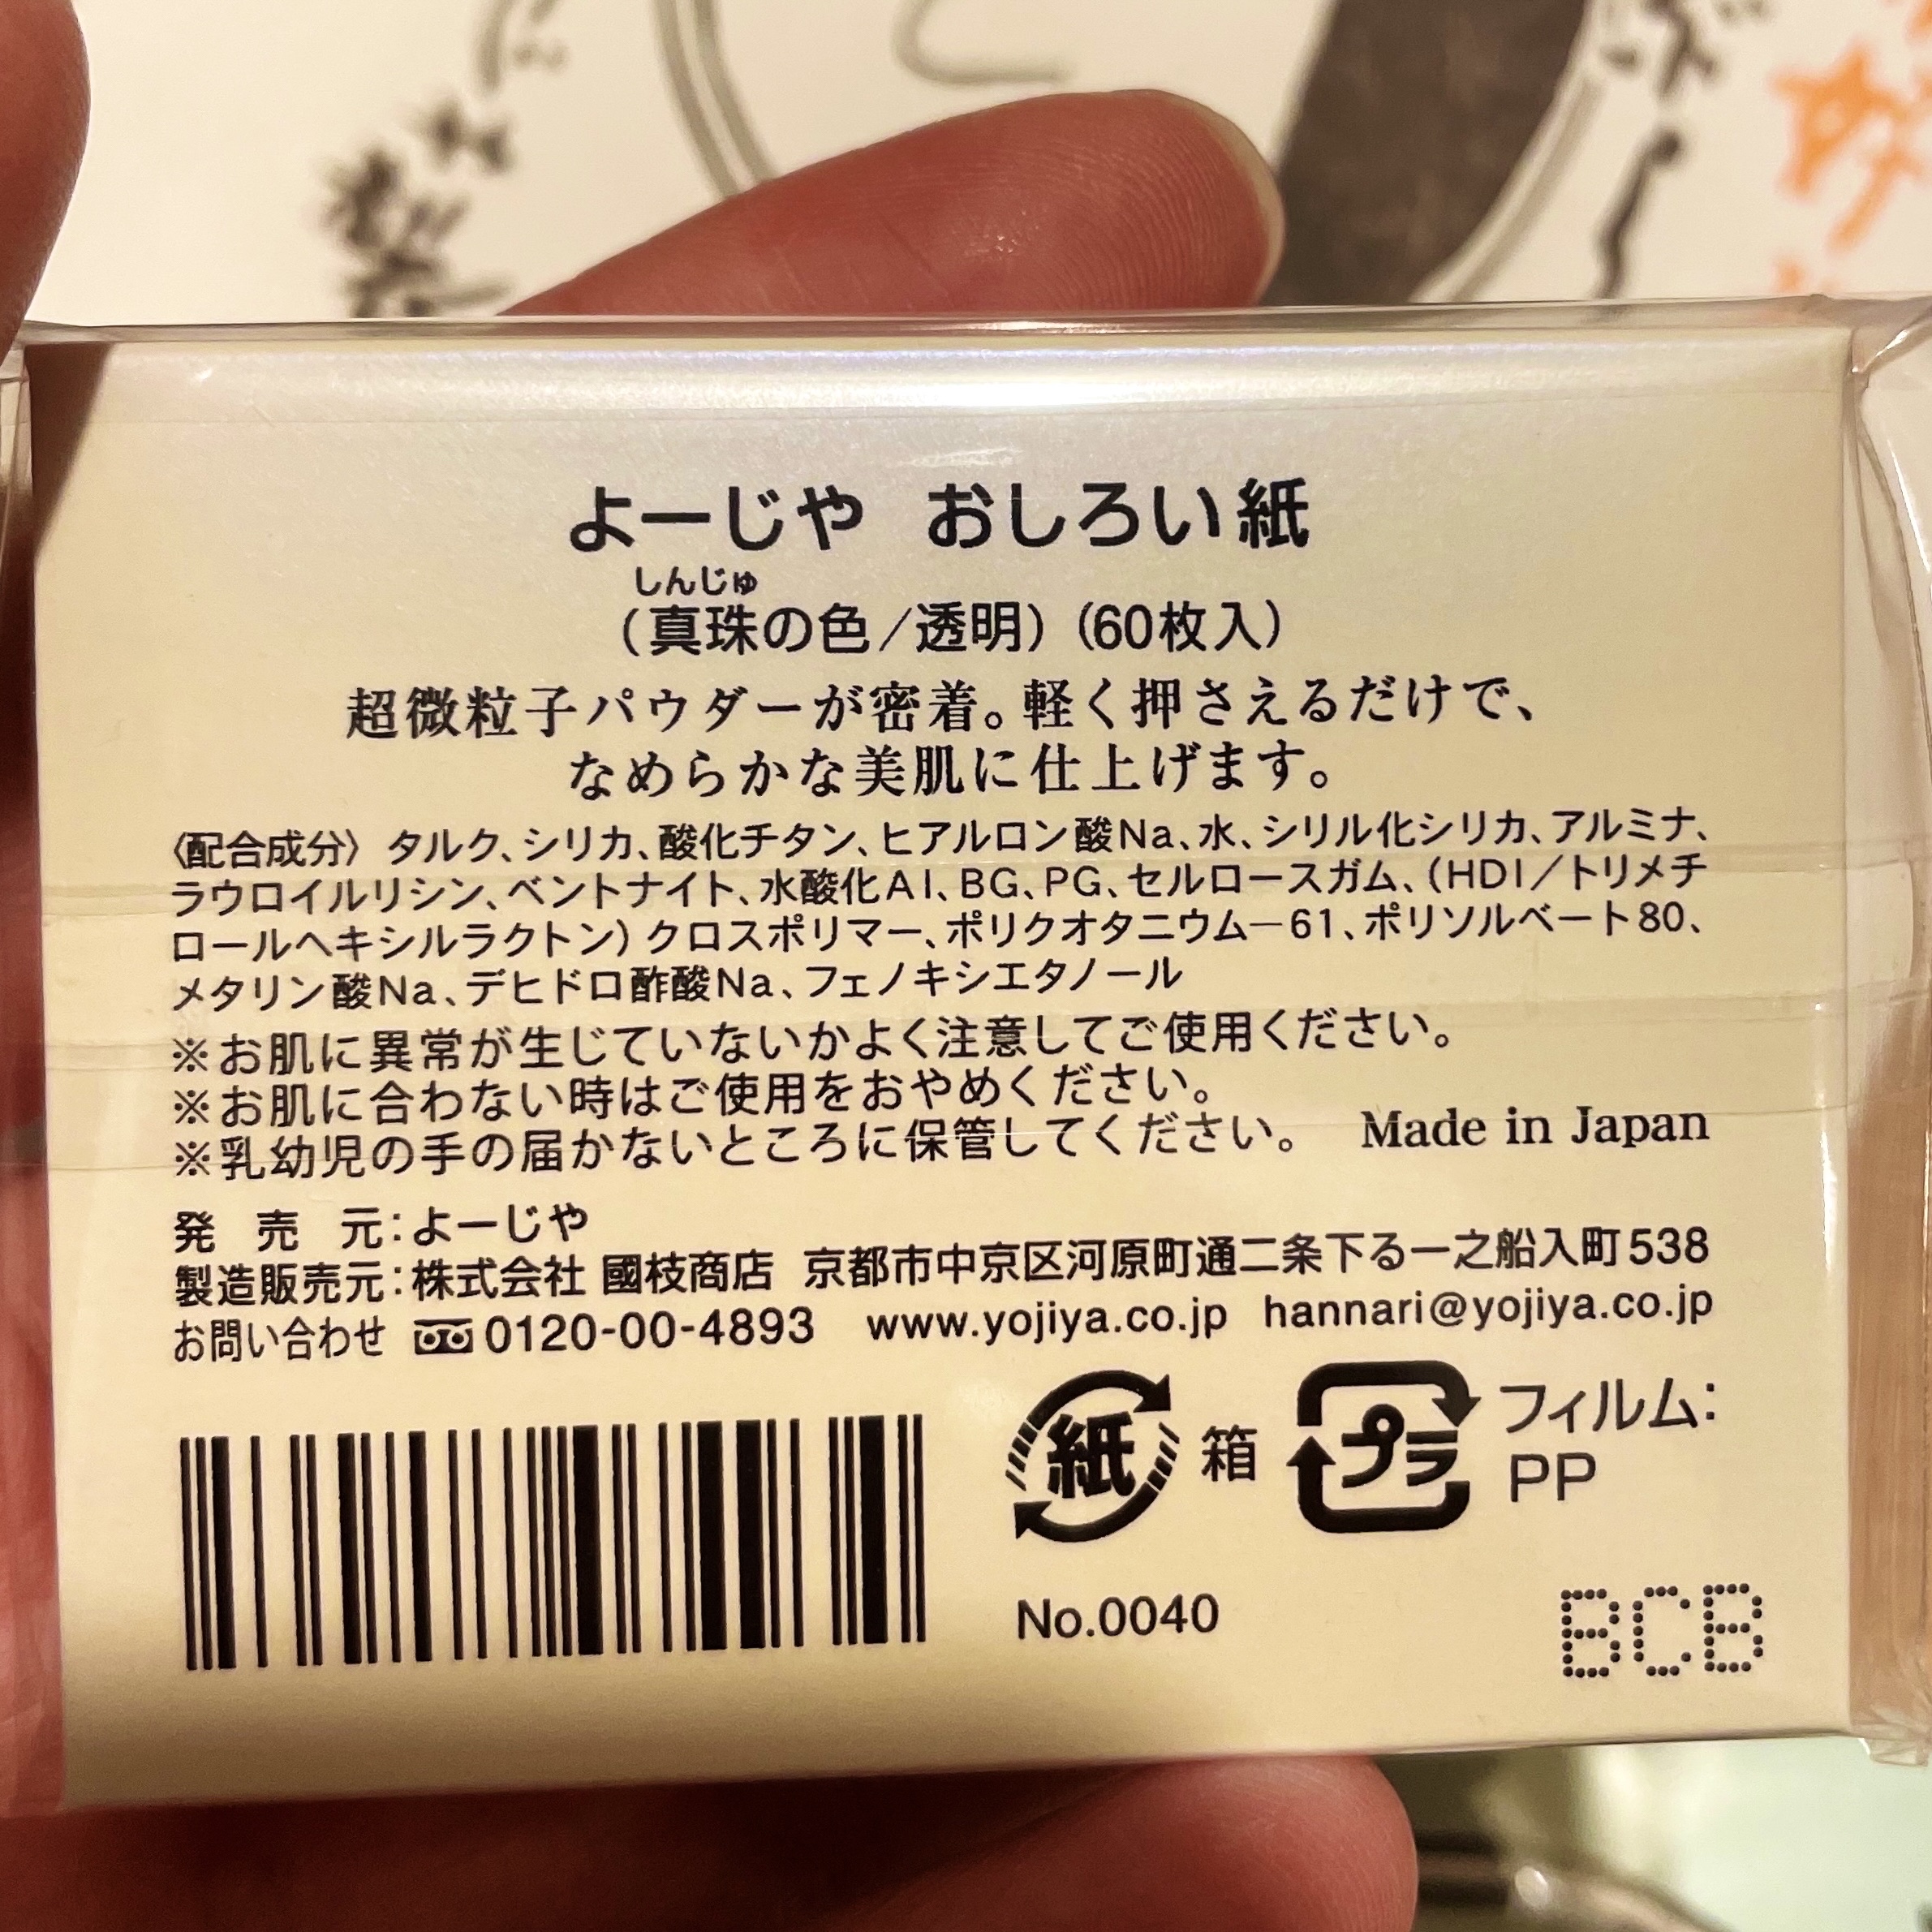 よーじや おしろい紙
しんじゅ
(真珠の色/透明)(60枚入)
超微粒子パウダーが密着。軽く押さえるだけで、
なめらかな美肌に仕上げます。
〈配合成分〉タルク、シリカ、酸化チタン、ヒアルロン酸Na、水、シリル化シリカ、アルミナ、
ラウロイルリシン、ベントナイト、水酸化Al、BG、PG、セルロースガム、(HDI/トリメチ
ロールヘキシルラクトン)クロスポリマー、ポリクオタニウム-61、ポリソルベート80、
メタリン酸Na、デヒドロ酢酸Na、フェノキシエタノール
※お肌に異常が生じていないかよく注意してご使用ください。
※お肌に合わない時はご使用をおやめください。
※乳幼児の手の届かないところに保管してください。 Made in Japan
発売元:よーじや
製造販売元:株式会社 國枝商店 京都市中京区河原町通二条下る一之船入町538
お問い合わせ 0120-00-4893 www.yojiya.co.jp hannari@yojiya.co.jp
紙 箱 プラ フィルム:
PP
No.0040
BCB